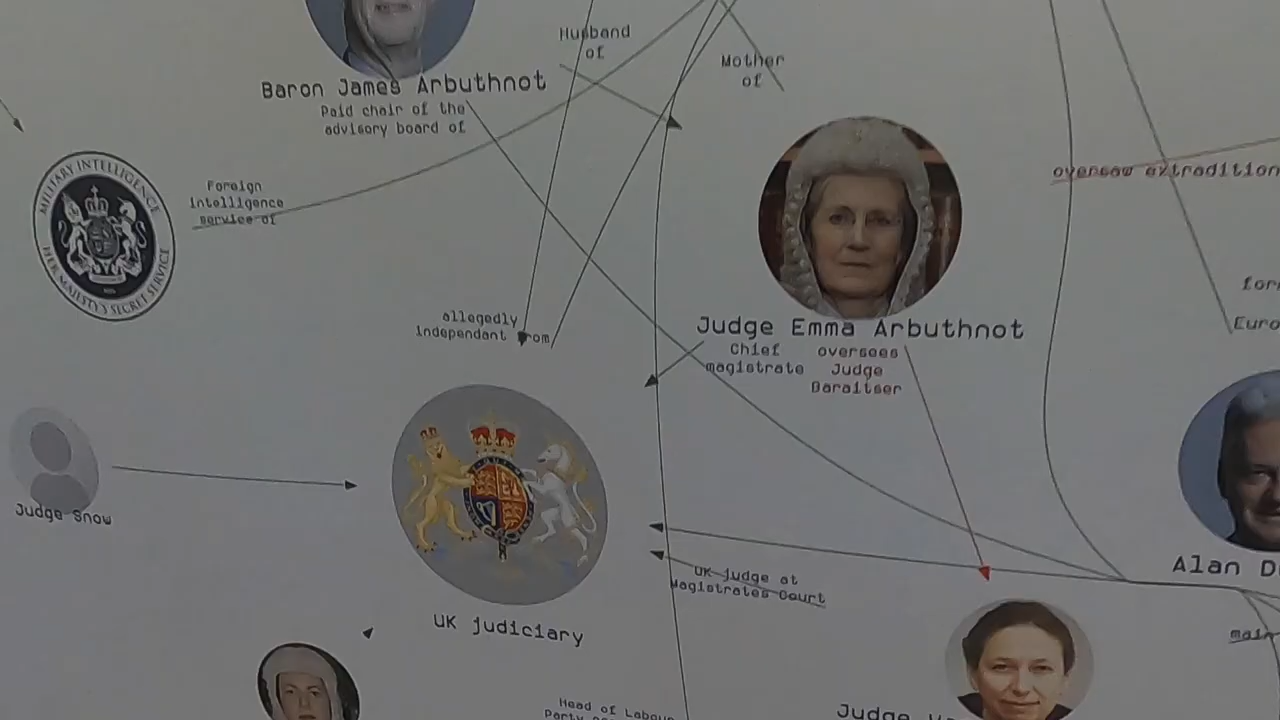 Husband
of
Mother
of
Baron James Arbuthnot
Paid chair of the
advisory board of
MILITARY INTELLIGENCE
HER MAJESTY'S SECRET SERVICE
Foreign
intelligence
service of
oversaw extradition
allegedly
independant from
Judge Emma Arbuthnot
Chief
magistrate
oversees
Judge
Baraitser
Euro
Judge Snow
UK judge at
Magistrates Court
Alan D
UK judiciary
main
Head of Labour
Party
Judge